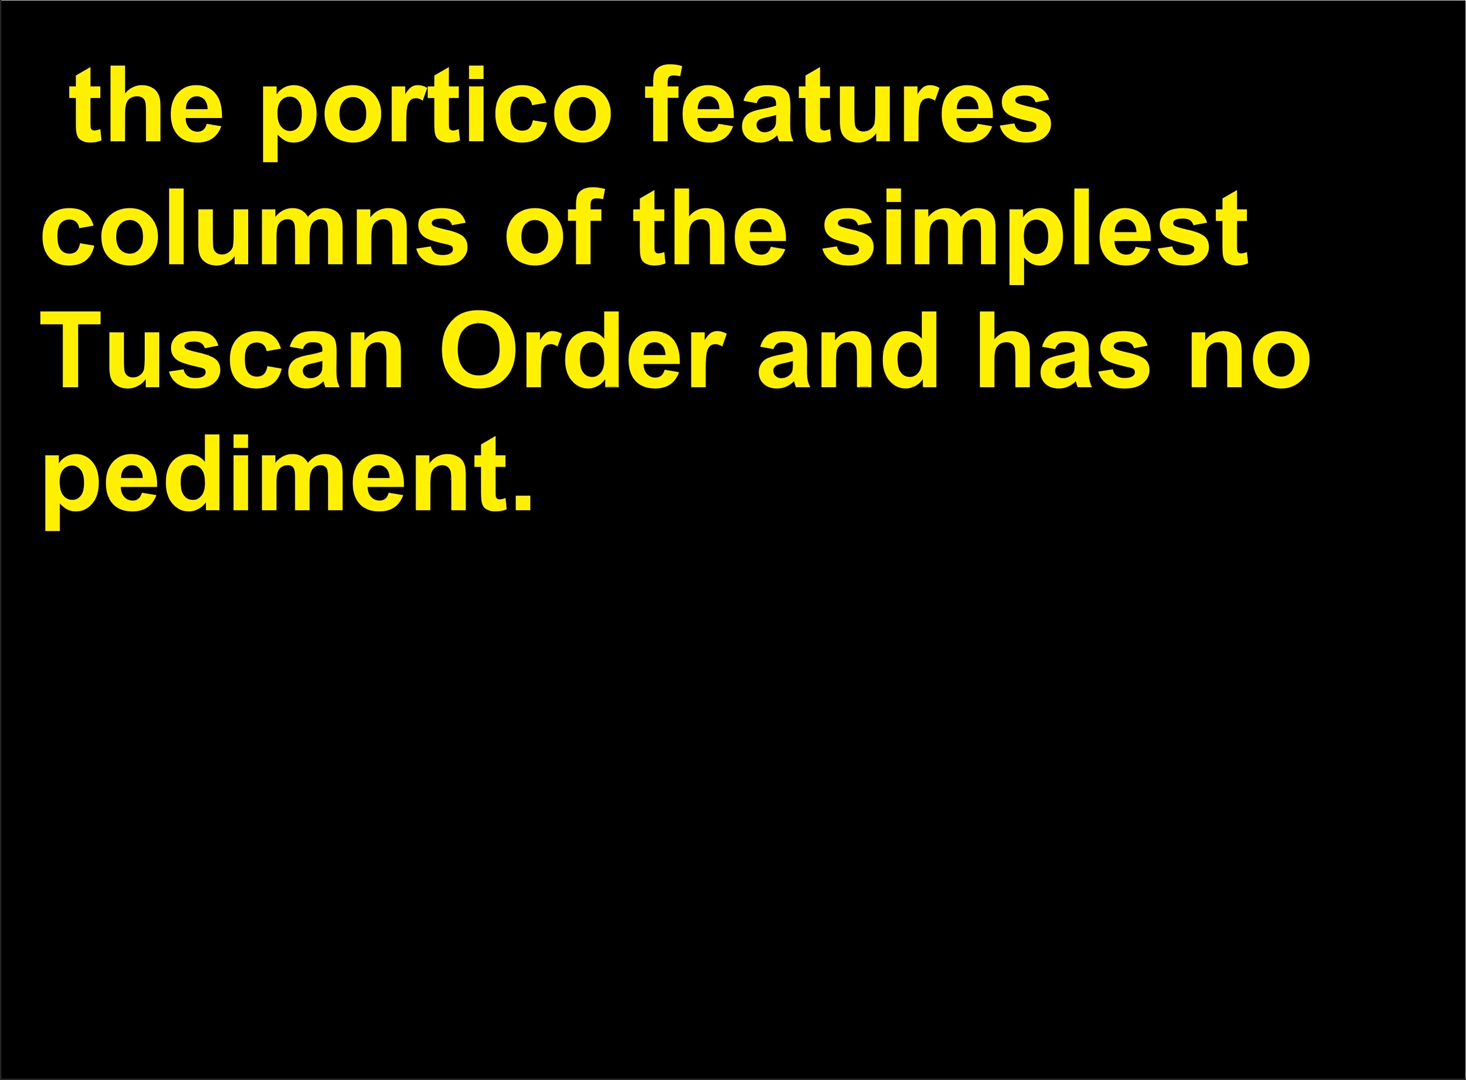 the portico features
columns of the simplest
Tuscan Order and has no
pediment.